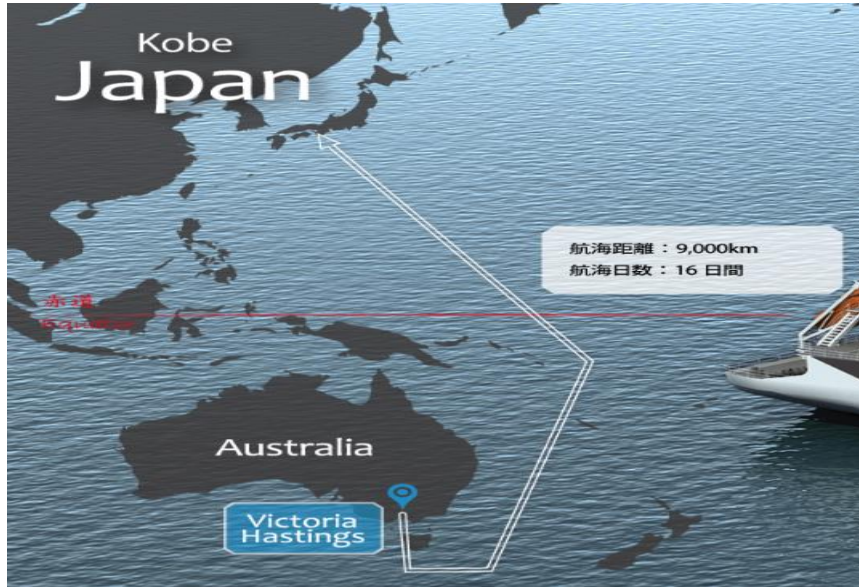 Kobe
Japan
航海距離：9,000km
航海日数：16 日間
赤道
Equator
Australia
Victoria
Hastings